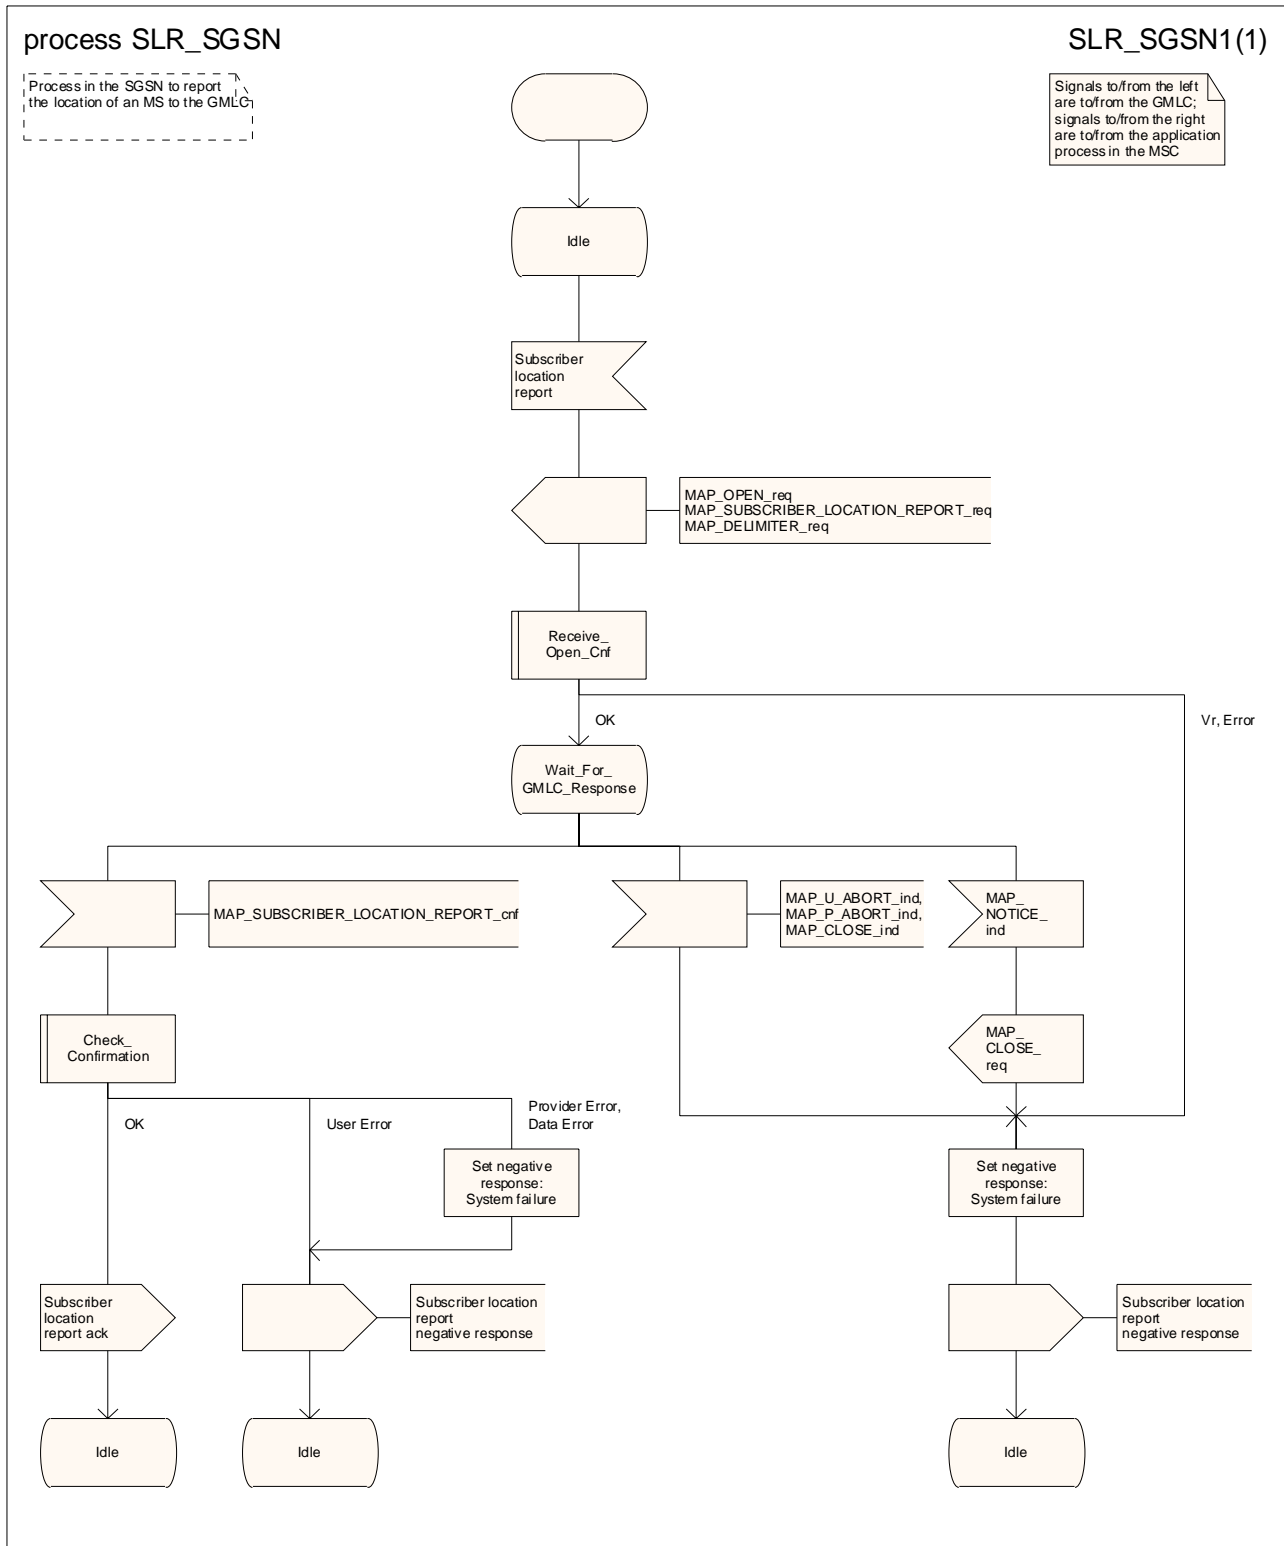 process SLR_SGSN
SLR_SGSN1(1)
Process in the SGSN to report
the location of an MS to the GMLC
Signals to/from the left
are to/from the GMLC;
signals to/from the right
are to/from the application
process in the MSC
Idle
Subscriber
location
report
MAP_OPEN_req
MAP_SUBSCRIBER_LOCATION_REPORT_req
MAP_DELIMITER_req
Receive_
Open_Cnf
OK
Vr, Error
Wait_For_
GMLC_Response
MAP_SUBSCRIBER_LOCATION_REPORT_cnf
MAP_U_ABORT_ind,
MAP_P_ABORT_ind,
MAP_CLOSE_ind
MAP_
NOTICE_
ind
Check_
Confirmation
MAP_
CLOSE_
req
OK
User Error
Provider Error,
Data Error
Set negative
response:
System failure
Set negative
response:
System failure
Subscriber
location
report ack
Subscriber location
report
negative response
Subscriber location
report
negative response
Idle
Idle
Idle